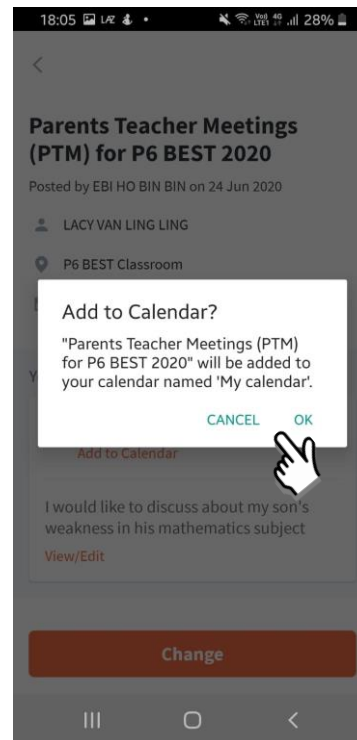 18:05 LAZ 28%
Parents Teacher Meetings
(PTM) for P6 BEST 2020
Posted by EBI HO BIN BIN on 24 Jun 2020
LACY VAN LING LING
P6 BEST Classroom
Add to Calendar?
"Parents Teacher Meetings (PTM)
for P6 BEST 2020" will be added to
your calendar named 'My calendar'.
CANCEL OK
Add to Calendar
I would like to discuss about my son's
weakness in his mathematics subject
View/Edit
Change